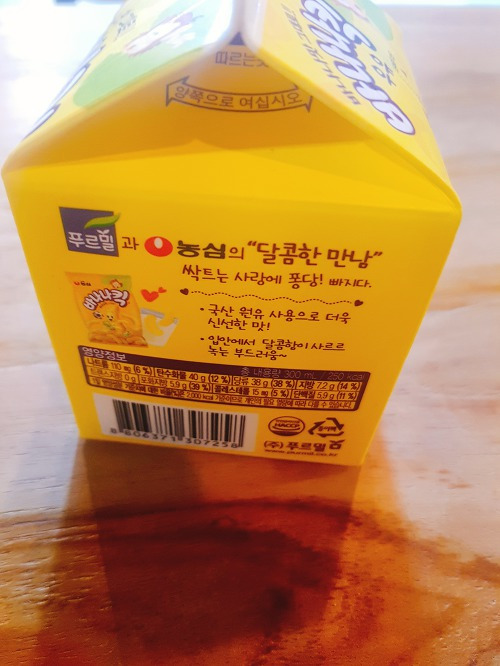 따르는곳
양쪽으로 여십시오
푸르밀 과 농심의 “달콤한 만남”
싹트는 사랑에 퐁당! 빠지다.
바나나킥!
• 국산 원유 사용으로 더욱
신선한 맛!
• 입안에서 달콤함이 사르르
녹는 부드러움~
영양정보
총 내용량 300 mL / 250 kcal
나트륨 110 mg (6 %) 탄수화물 40 g (12 %) 당류 38 g (38 %) 지방 7.2 g (14 %)
트랜스지방 0 g 포화지방 5.9 g (39 %) 콜레스테롤 15 mg (5 %) 단백질 5.9 g (11 %)
8 806371 307258
HACCP
(주) 푸르밀